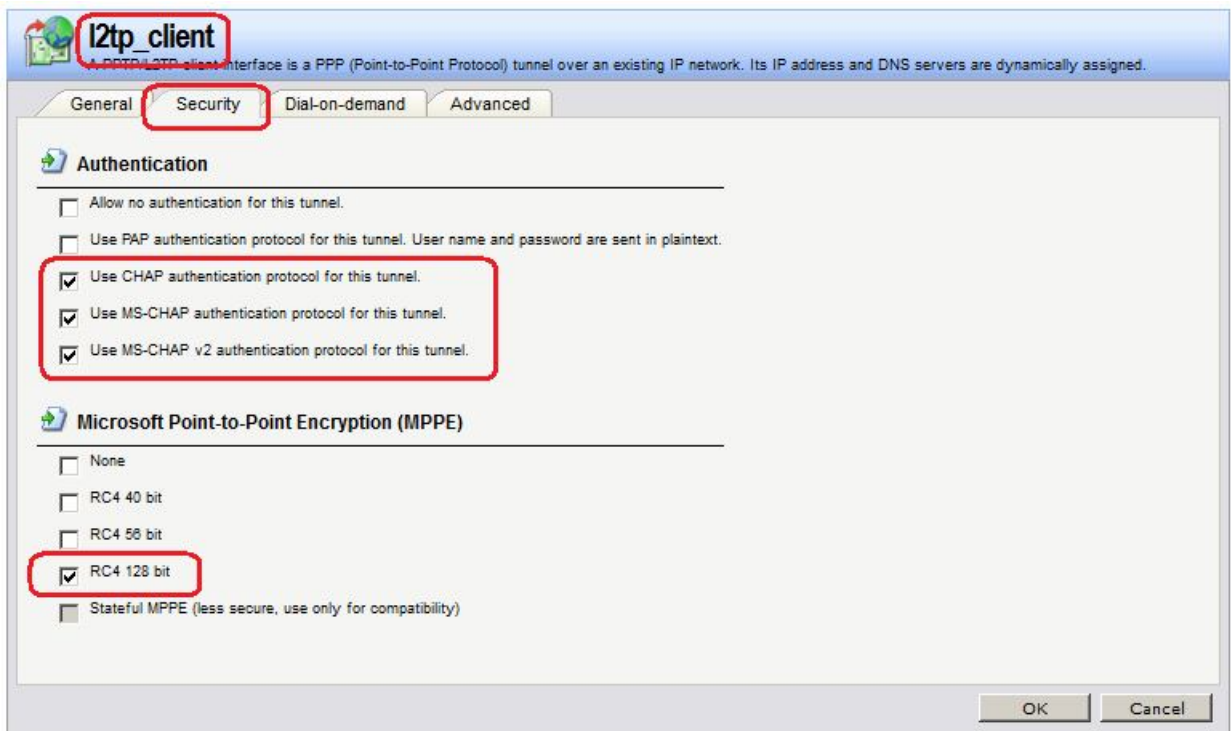 l2tp_client
A PPTP/L2TP client interface is a PPP (Point-to-Point Protocol) tunnel over an existing IP network. Its IP address and DNS servers are dynamically assigned.
General Security Dial-on-demand Advanced
Authentication
Allow no authentication for this tunnel.
Use PAP authentication protocol for this tunnel. User name and password are sent in plaintext.
Use CHAP authentication protocol for this tunnel.
Use MS-CHAP authentication protocol for this tunnel.
Use MS-CHAP v2 authentication protocol for this tunnel.
Microsoft Point-to-Point Encryption (MPPE)
None
RC4 40 bit
RC4 56 bit
RC4 128 bit
Stateful MPPE (less secure, use only for compatibility)
OK Cancel